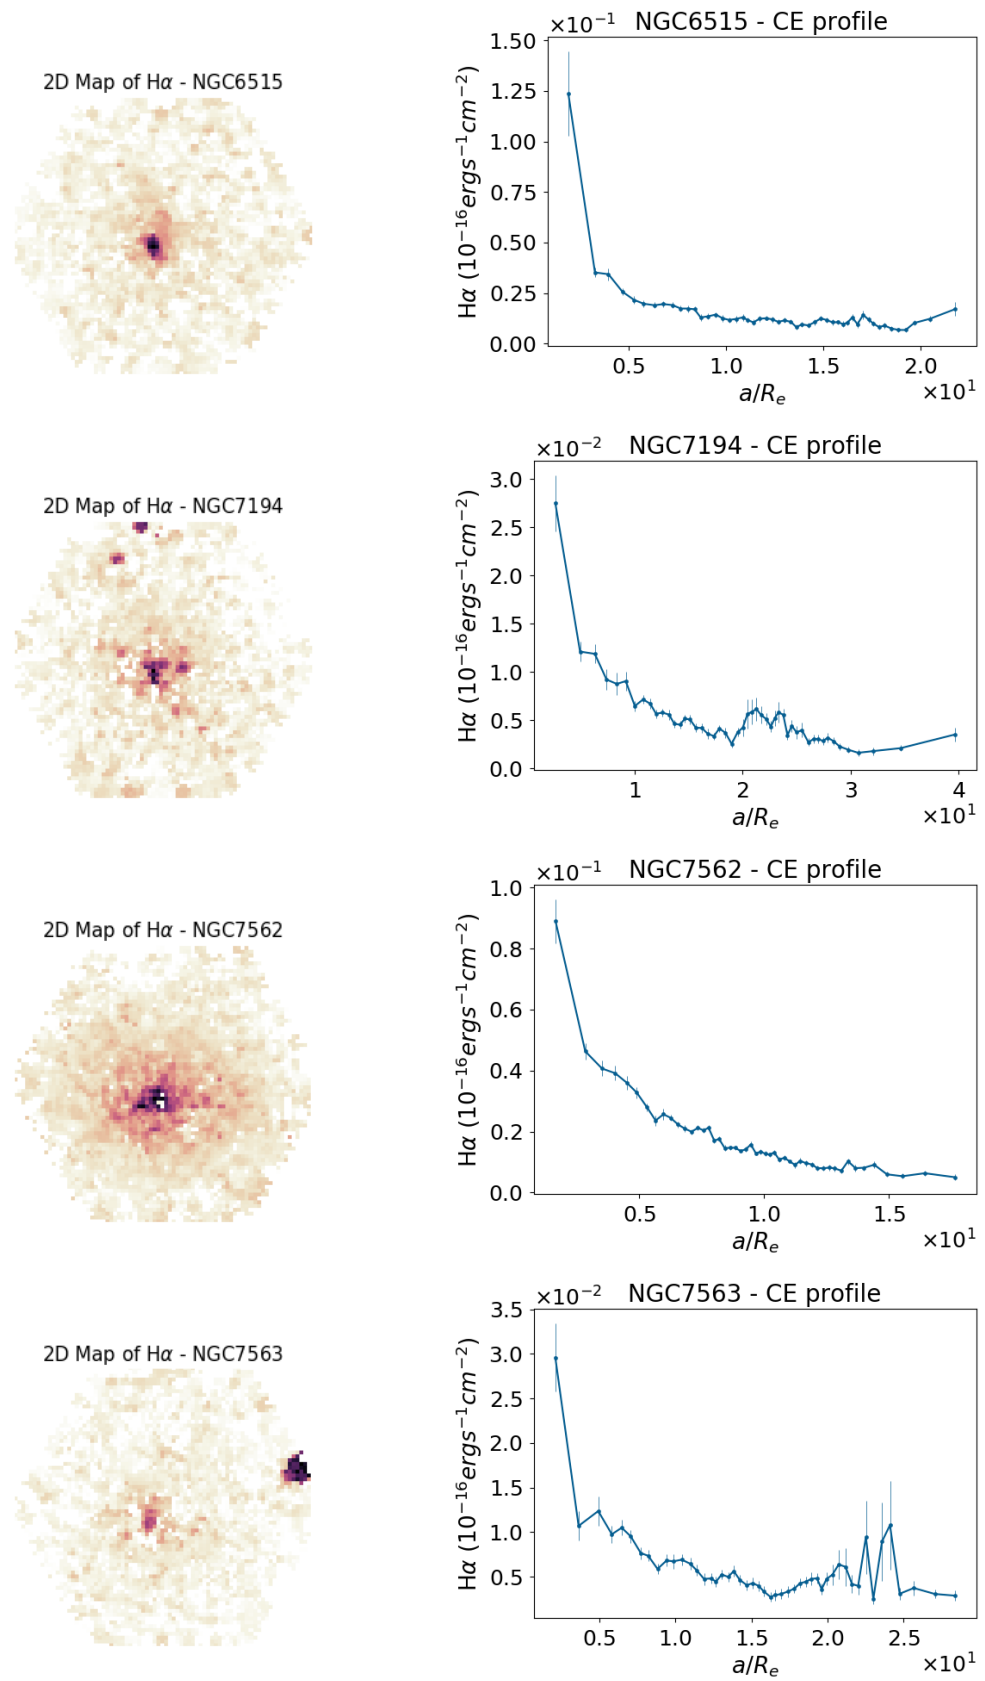 ×10⁻¹ NGC6515 - CE profile
2D Map of Hα - NGC6515
Hα (10⁻¹⁶ergs⁻¹cm⁻²)
1.50
1.25
1.00
0.75
0.50
0.25
0.00
0.5 1.0 1.5 2.0
a/Rₑ ×10¹
×10⁻² NGC7194 - CE profile
2D Map of Hα - NGC7194
Hα (10⁻¹⁶ergs⁻¹cm⁻²)
3.0
2.5
2.0
1.5
1.0
0.5
0.0
1 2 3 4
a/Rₑ ×10¹
×10⁻¹ NGC7562 - CE profile
2D Map of Hα - NGC7562
Hα (10⁻¹⁶ergs⁻¹cm⁻²)
1.0
0.8
0.6
0.4
0.2
0.0
0.5 1.0 1.5
a/Rₑ ×10¹
×10⁻² NGC7563 - CE profile
2D Map of Hα - NGC7563
Hα (10⁻¹⁶ergs⁻¹cm⁻²)
3.5
3.0
2.5
2.0
1.5
1.0
0.5
0.5 1.0 1.5 2.0 2.5
a/Rₑ ×10¹